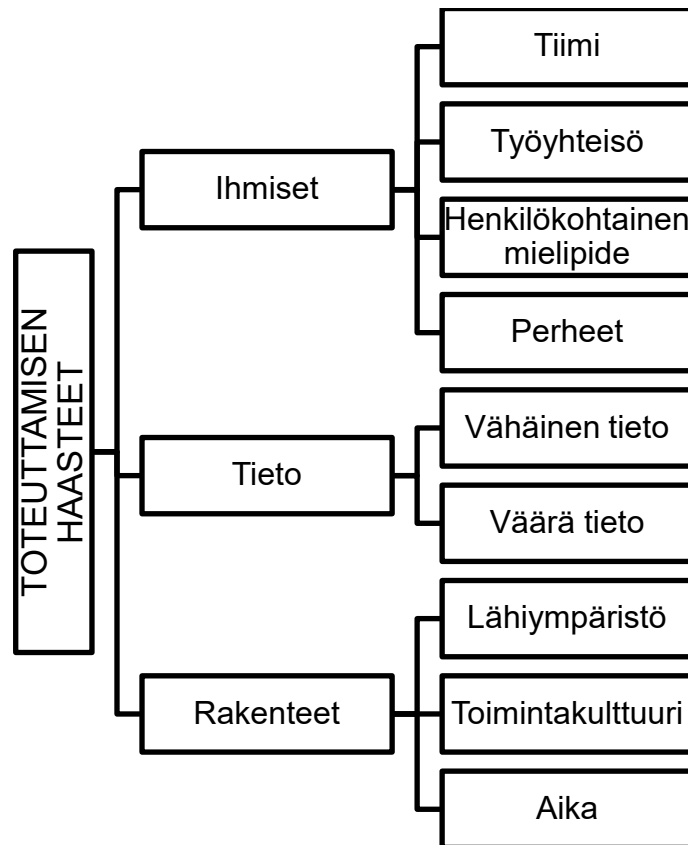 TOTEUTTAMISEN
HAASTEET
Ihmiset
Tiimi
Työyhteisö
Henkilökohtainen
mielipide
Perheet
Tieto
Vähäinen tieto
Väärä tieto
Rakenteet
Lähiympäristö
Toimintakulttuuri
Aika